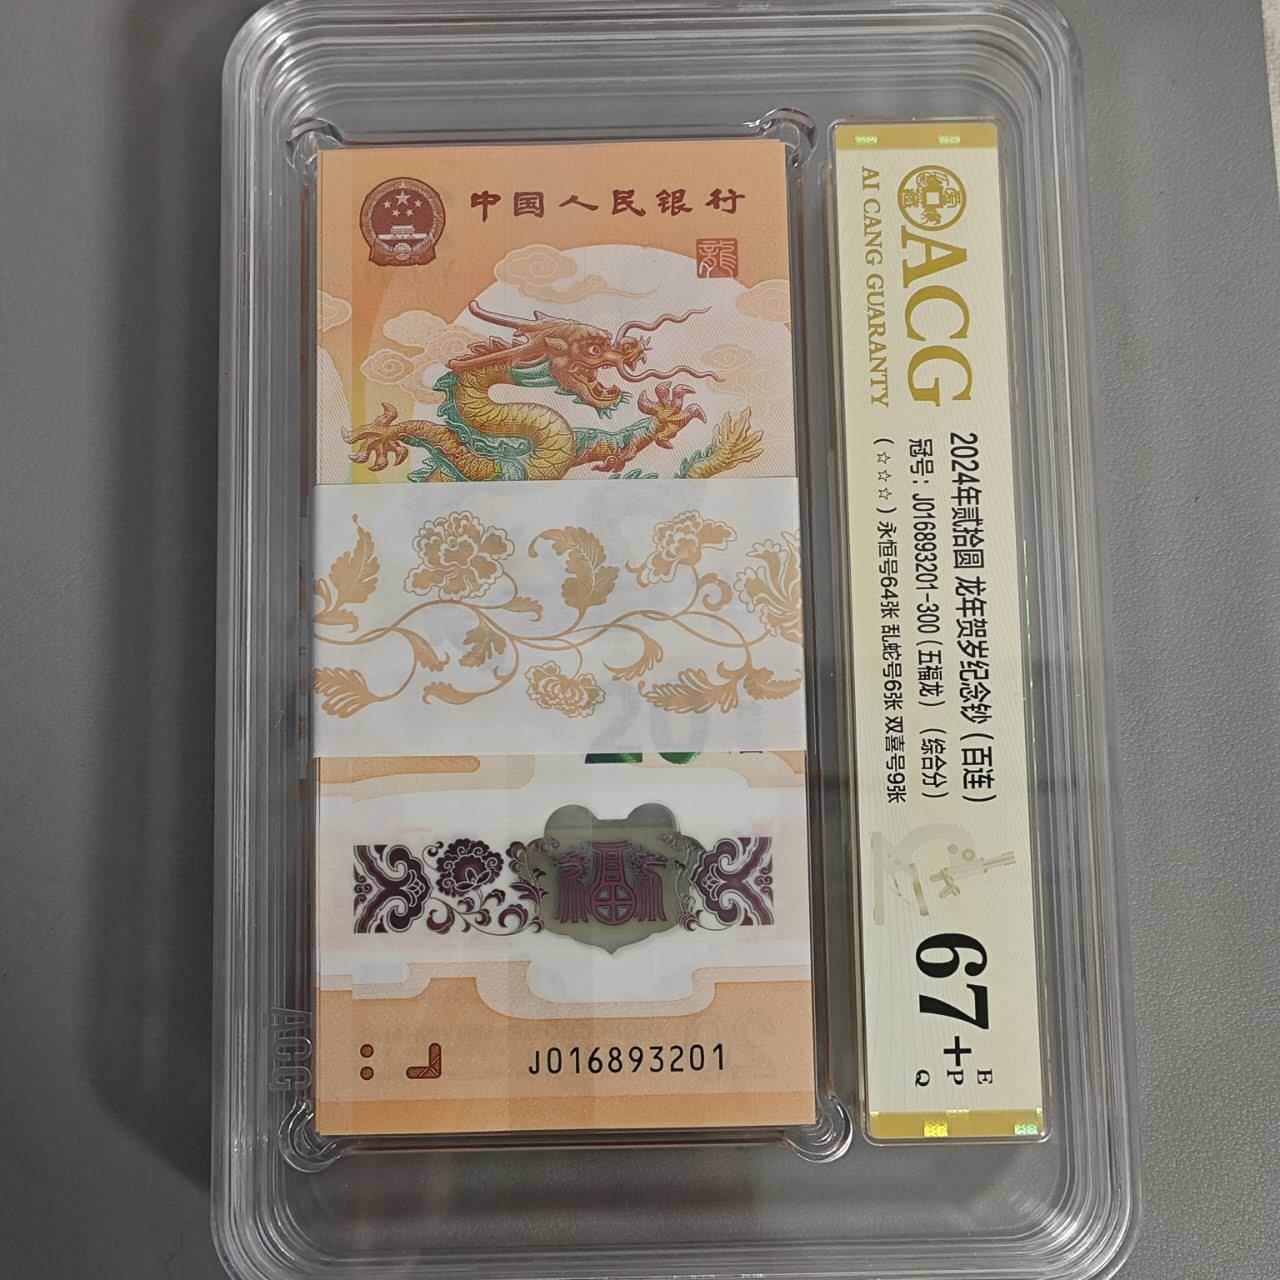 中国人民银行
龍
20
福
J016893201
ACG
ACG
AI CANG GUARANTY
2024年贰拾圆 龙年贺岁纪念钞（百连）
冠号：J016893201-300（五福龙）（综合分）
（☆☆☆）永恒号64张 乱蛇号6张 双喜号9张
67+
E
P
Q